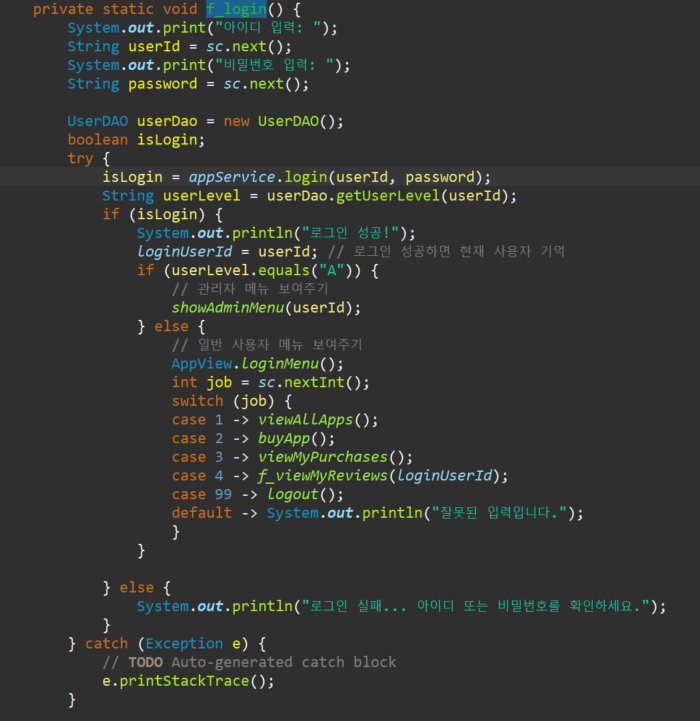 private static void f_login() {
System.out.print("아이디 입력: ");
String userId = sc.next();
System.out.print("비밀번호 입력: ");
String password = sc.next();
UserDAO userDao = new UserDAO();
boolean isLogin;
try {
isLogin = appService.login(userId, password);
String userLevel = userDao.getUserLevel(userId);
if (isLogin) {
System.out.println("로그인 성공!");
loginUserId = userId; // 로그인 성공하면 현재 사용자 기억
if (userLevel.equals("A")) {
// 관리자 메뉴 보여주기
showAdminMenu(userId);
} else {
// 일반 사용자 메뉴 보여주기
AppView.loginMenu();
int job = sc.nextInt();
switch (job) {
case 1 -> viewAllApps();
case 2 -> buyApp();
case 3 -> viewMyPurchases();
case 4 -> f_viewMyReviews(loginUserId);
case 99 -> logout();
default -> System.out.println("잘못된 입력입니다.");
}
}
} else {
System.out.println("로그인 실패... 아이디 또는 비밀번호를 확인하세요.");
}
} catch (Exception e) {
// TODO Auto-generated catch block
e.printStackTrace();
}